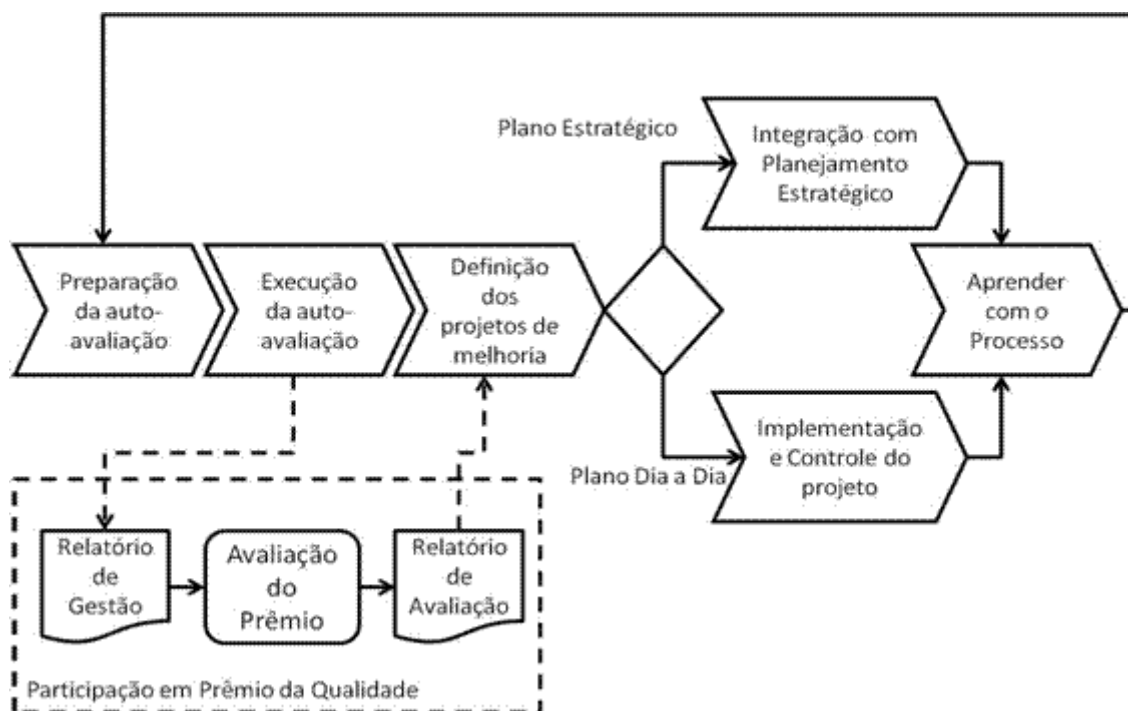 Plano Estratégico
Integração com
Planejamento
Estratégico
Preparação
da auto-
avaliação
Execução
da auto-
avaliação
Definição
dos
projetos de
melhoria
Aprender
com o
Processo
Plano Dia a Dia
Implementação
e Controle do
projeto
Relatório
de
Gestão
Avaliação
do
Prêmio
Relatório
de
Avaliação
Participação em Prêmio da Qualidade